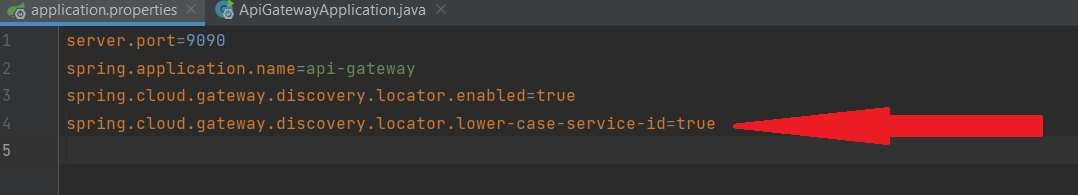 application.properties ApiGatewayApplication.java
1 server.port=9090
2 spring.application.name=api-gateway
3 spring.cloud.gateway.discovery.locator.enabled=true
4 spring.cloud.gateway.discovery.locator.lower-case-service-id=true
5